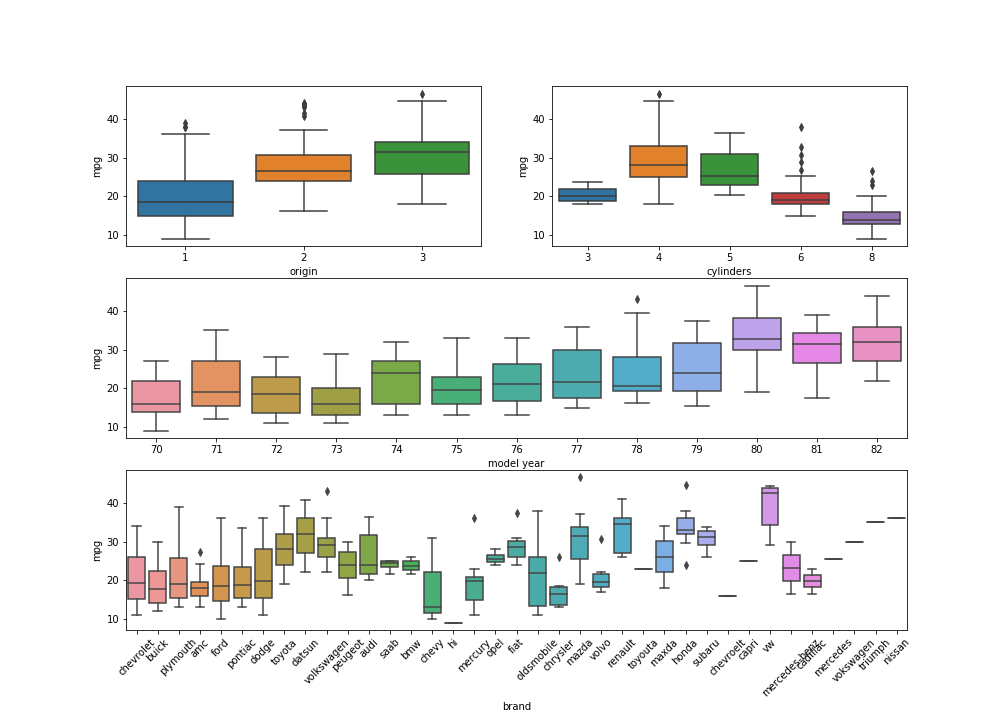 mpg
40
30
20
10
1 2 3
origin
mpg
40
30
20
10
3 4 5 6 8
cylinders
mpg
40
30
20
10
70 71 72 73 74 75 76 77 78 79 80 81 82
model year
mpg
40
30
20
10
chevrolet buick plymouth amc ford pontiac dodge toyota datsun volkswagen peugeot audi saab bmw chevy hi mercury opel fiat oldsmobile chrysler mazda volvo renault toyouta maxda honda subaru chevroelt capri vw mercedes-benz cadillac mercedes vokswagen triumph nissan
brand